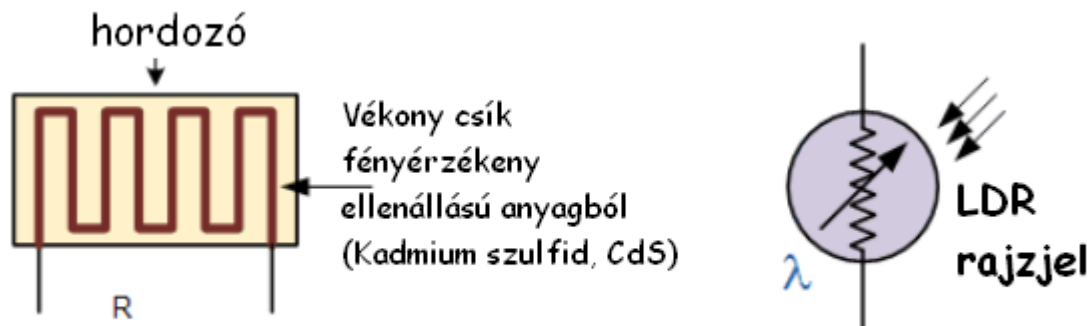 hordozó
Vékony csík
fényérzékeny
ellenállású anyagból
(Kadmium szulfid, CdS)
R
λ
LDR
rajzjel